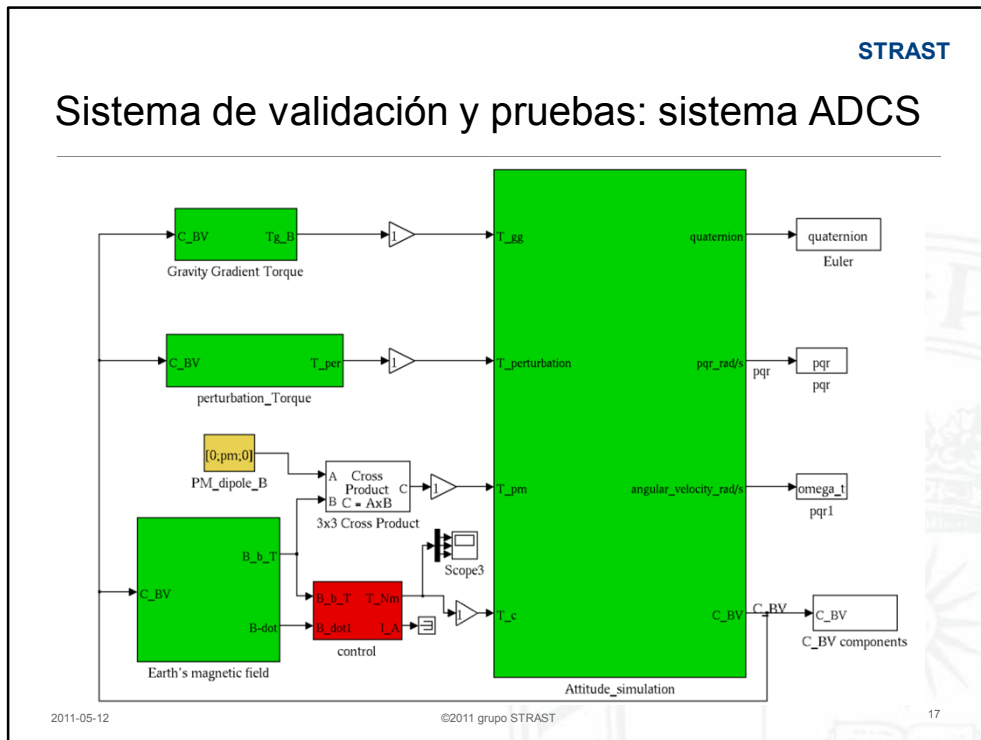 STRAST
Sistema de validación y pruebas: sistema ADCS
C_BV
Tg_B
Gravity Gradient Torque
1
T_gg
quaternion
quaternion
Euler
C_BV
T_per
perturbation_Torque
1
T_perturbation
pqr_rad/s
pqr
pqr
pqr
[0;pm;0]
PM_dipole_B
A
B
Cross
Product
C = AxB
C
3x3 Cross Product
1
T_pm
angular_velocity_rad/s
omega_t
pqr1
Scope3
C_BV
B_b_T
B-dot
Earth's magnetic field
B_b_T
T_Nm
B_dot1
I_A
control
1
T_c
C_BV
C_BV
C_BV
C_BV components
Attitude_simulation
2011-05-12
©2011 grupo STRAST
17